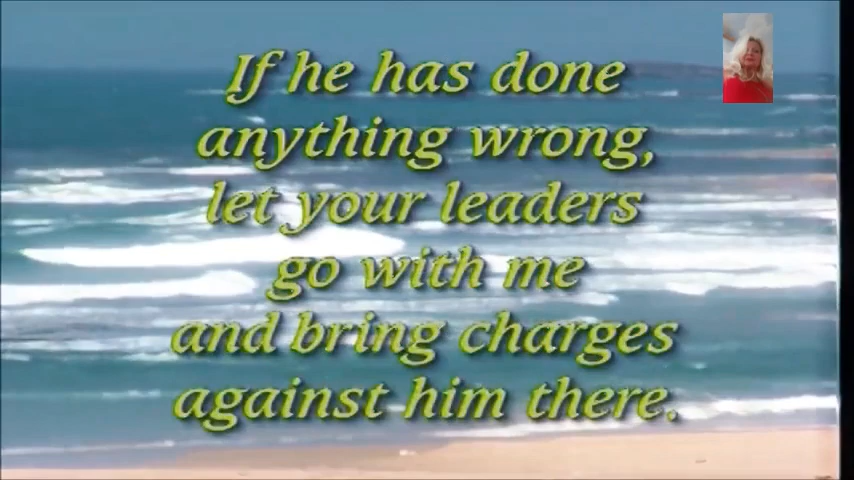 If he has done
anything wrong,
let your leaders
go with me
and bring charges
against him there.